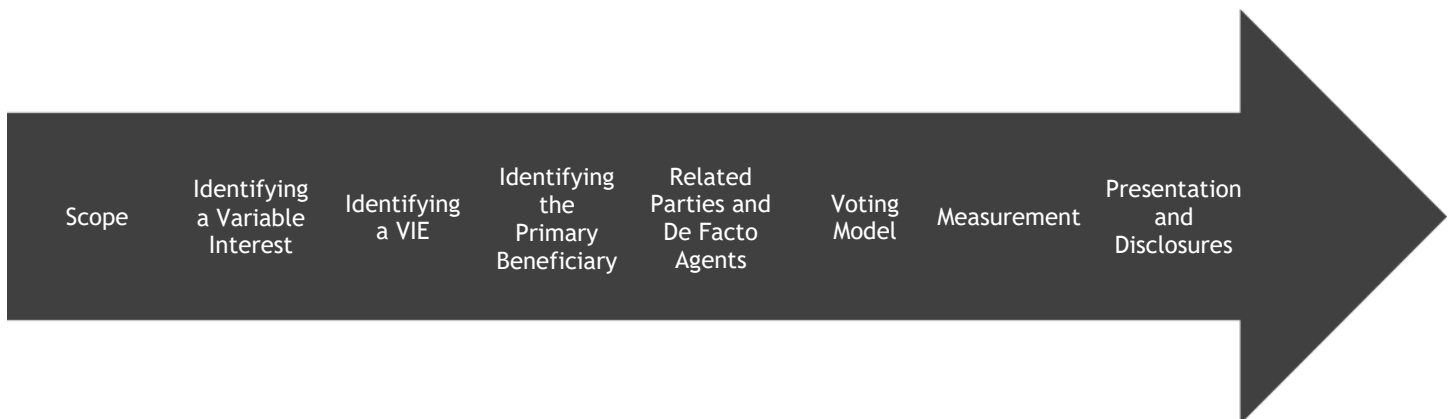 Scope
Identifying
a Variable
Interest
Identifying
a VIE
Identifying
the
Primary
Beneficiary
Related
Parties and
De Facto
Agents
Voting
Model
Measurement
Presentation
and
Disclosures